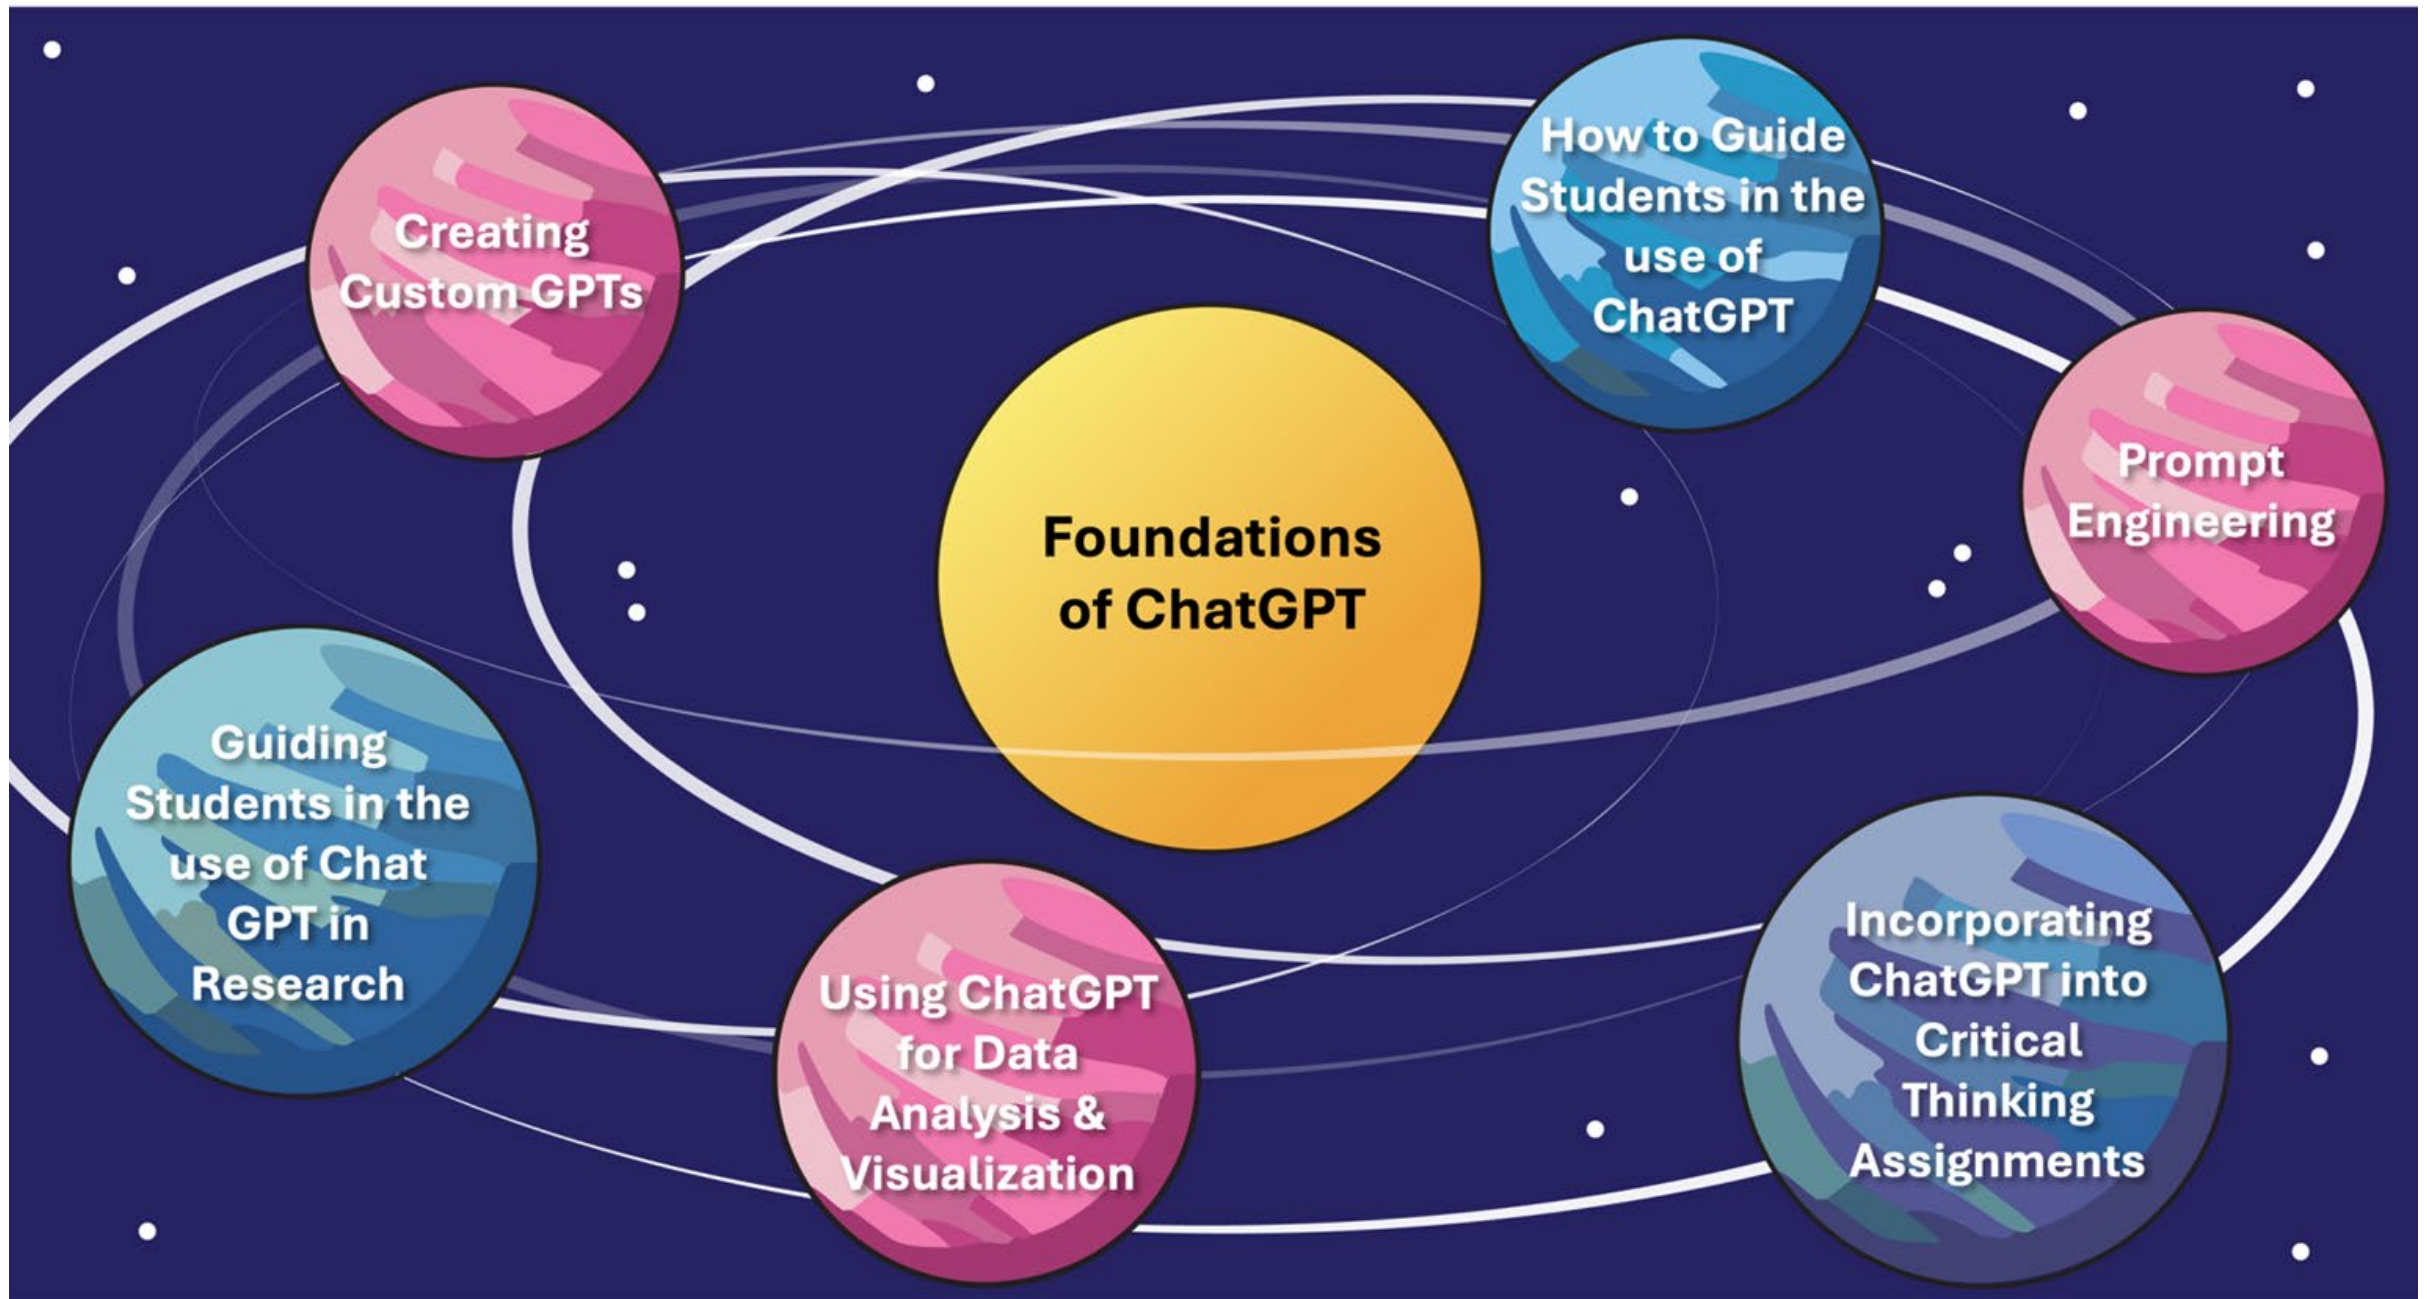 Creating
Custom GPTs
How to Guide
Students in the
use of
ChatGPT
Prompt
Engineering
Foundations
of ChatGPT
Guiding
Students in the
use of Chat
GPT in
Research
Using ChatGPT
for Data
Analysis &
Visualization
Incorporating
ChatGPT into
Critical
Thinking
Assignments